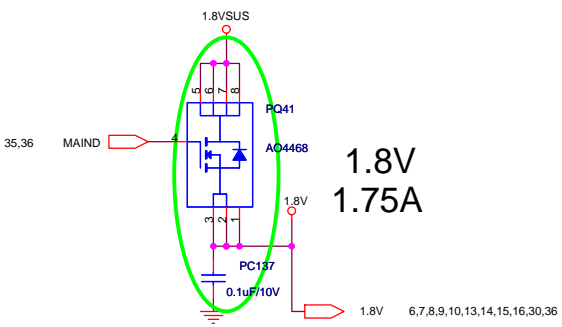 1.8VSUS
5 6 7 8
PQ41
35,36 MAIND 4 AO4468
1.8V
1.75A
1.8V
3 2 1
PC137
0.1uF/10V
1.8V 6,7,8,9,10,13,14,15,16,30,36